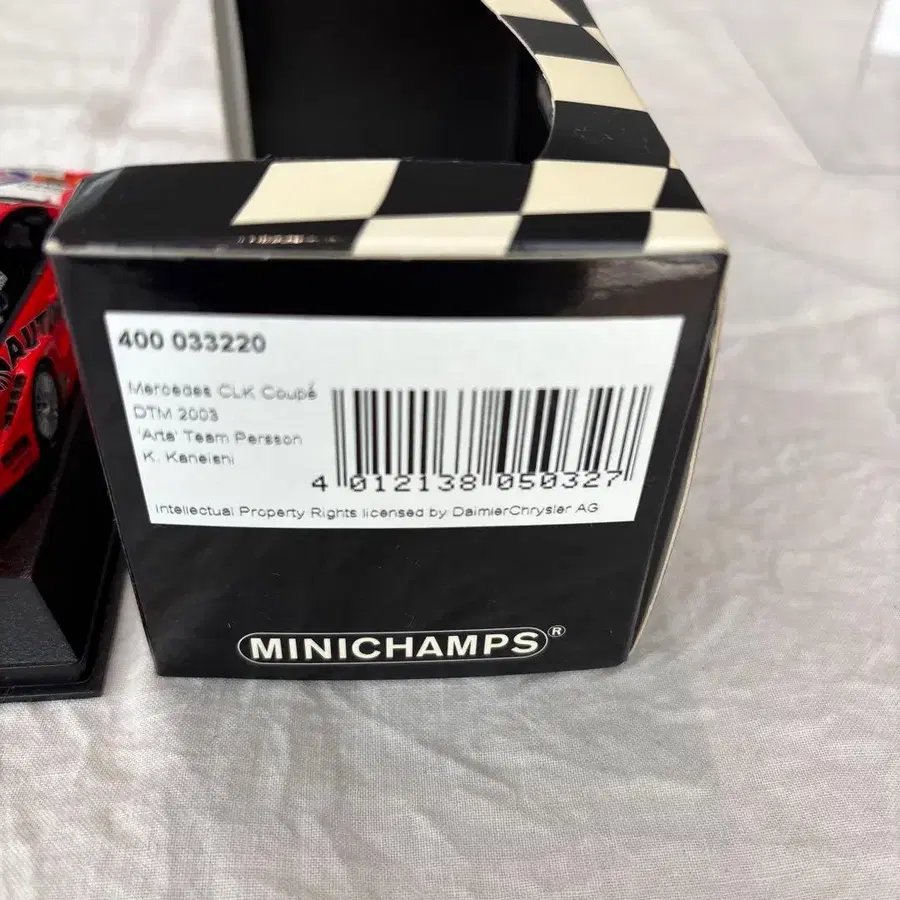 400 033220
Mercedes CLK Coupé
DTM 2003
'Arta' Team Persson
K. Kaneishi
4 012138 050327
Intellectual Property Rights licensed by DaimlerChrysler AG
MINICHAMPS®
AUT